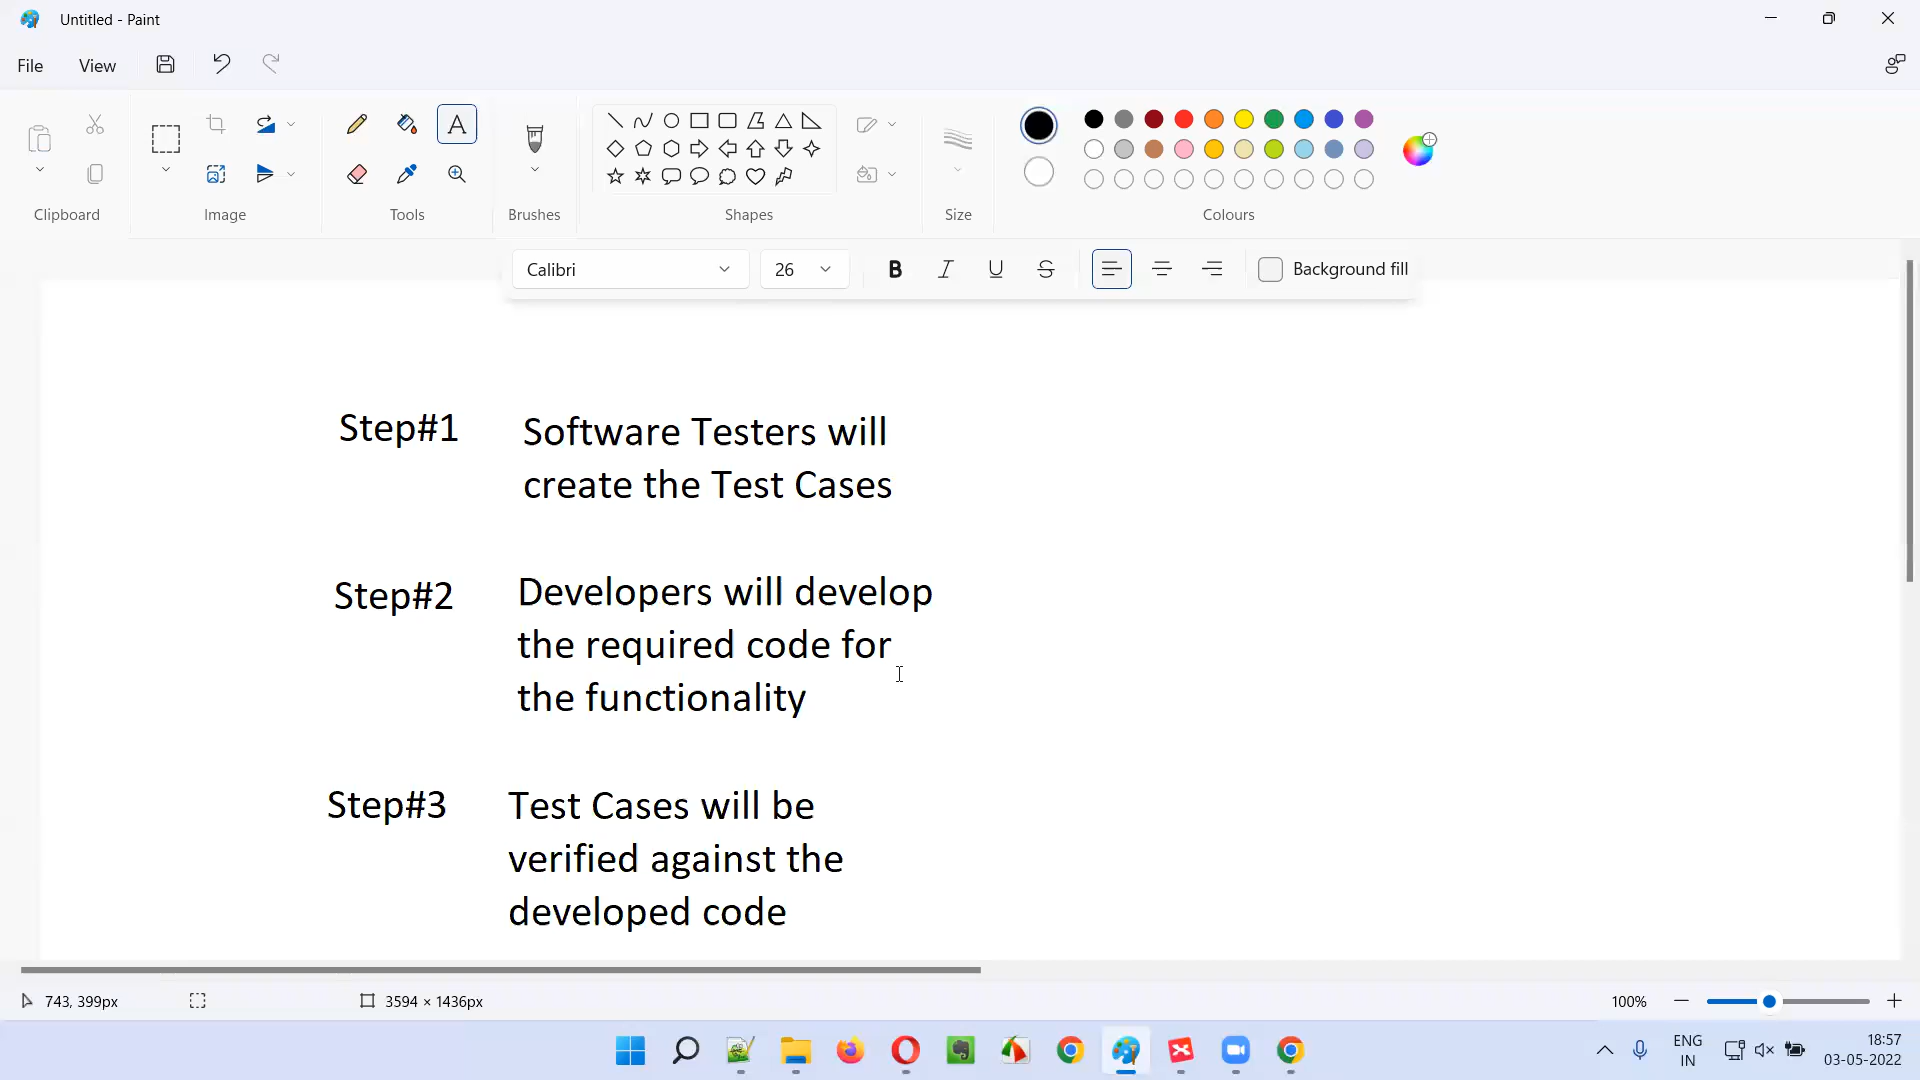 Untitled - Paint
File View
Clipboard
Image
Tools
Brushes
Shapes
Size
Colours
Calibri 26 B I U S Background fill
Step#1 Software Testers will
create the Test Cases
Step#2 Developers will develop
the required code for
the functionality
Step#3 Test Cases will be
verified against the
developed code
743, 399px 3594 × 1436px 100%
ENG
IN
18:57
03-05-2022